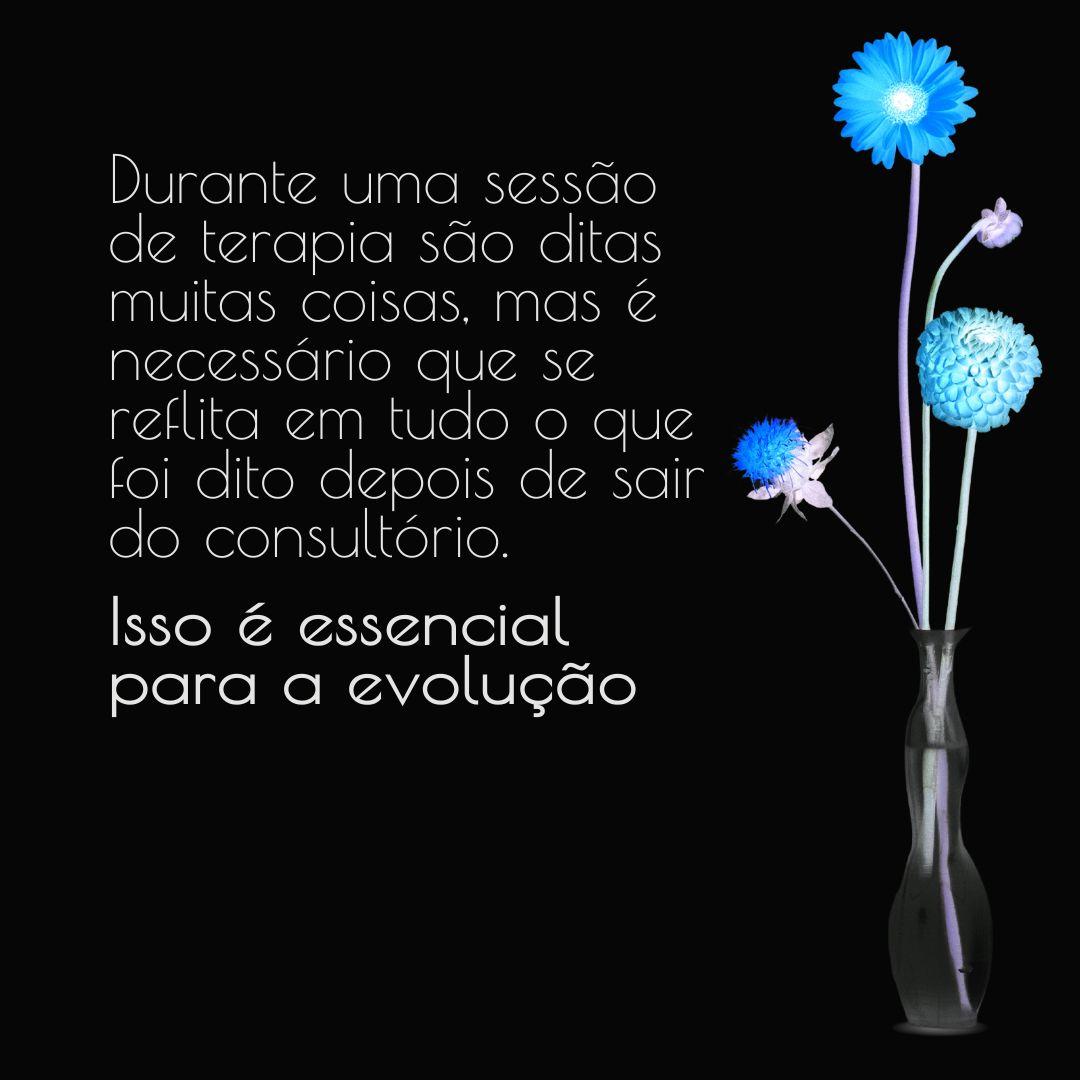 Durante uma sessão
de terapia são ditas
muitas coisas, mas é
necessário que se
reflita em tudo o que
foi dito depois de sair
do consultório.
Isso é essencial
para a evolução